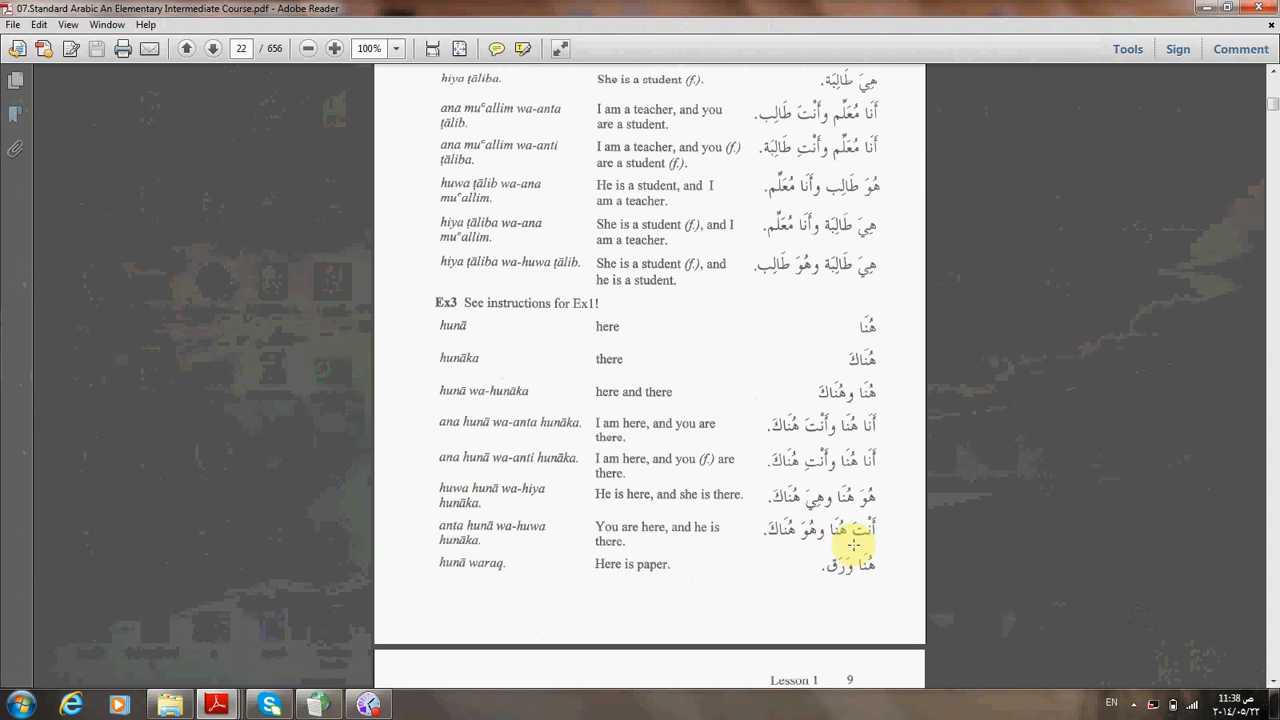 07.Standard Arabic An Elementary Intermediate Course.pdf - Adobe Reader
File Edit View Window Help
22 / 656 100% Tools Sign Comment
hiya ṭāliba. She is a student (f.). هِيَ طَالِبَة.
ana muᶜallim wa-anta I am a teacher, and you أَنَا مُعَلِّم وأَنْتَ طَالِب.
ṭālib. are a student.
ana muᶜallim wa-anti I am a teacher, and you (f.) أَنَا مُعَلِّم وأَنْتِ طَالِبَة.
ṭāliba. are a student (f.).
huwa ṭālib wa-ana He is a student, and I هُوَ طَالِب وأَنَا مُعَلِّم.
muᶜallim. am a teacher.
hiya ṭāliba wa-ana She is a student (f.), and I هِيَ طَالِبَة وأَنَا مُعَلِّم.
muᶜallim. am a teacher.
hiya ṭāliba wa-huwa ṭālib. She is a student (f.), and هِيَ طَالِبَة وهُوَ طَالِب.
he is a student.
Ex3 See instructions for Ex1!
hunā here هُنَا
hunāka there هُنَاكَ
hunā wa-hunāka here and there هُنَا وهُنَاكَ
ana hunā wa-anta hunāka. I am here, and you are أَنَا هُنَا وأَنْتَ هُنَاكَ.
there.
ana hunā wa-anti hunāka. I am here, and you (f.) are أَنَا هُنَا وأَنْتِ هُنَاكَ.
there.
huwa hunā wa-hiya He is here, and she is there. هُوَ هُنَا وهِيَ هُنَاكَ.
hunāka.
anta hunā wa-huwa You are here, and he is أَنْتَ هُنَا وهُوَ هُنَاكَ.
hunāka. there.
hunā waraq. Here is paper. هُنَا وَرَق.
Lesson 1 9
EN 11:38 ص
٢٠١٤/٠٥/٢٢